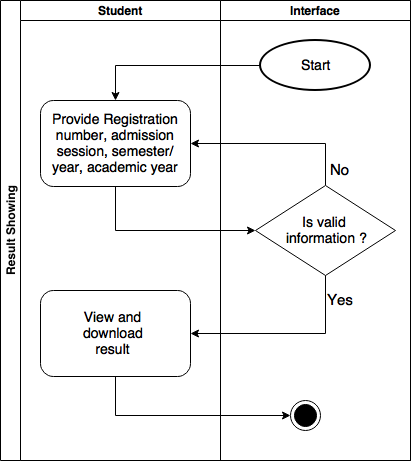 Student
Interface
Start
Provide Registration
number, admission
session, semester/
year, academic year
No
Is valid
information ?
Result Showing
Yes
View and
download
result